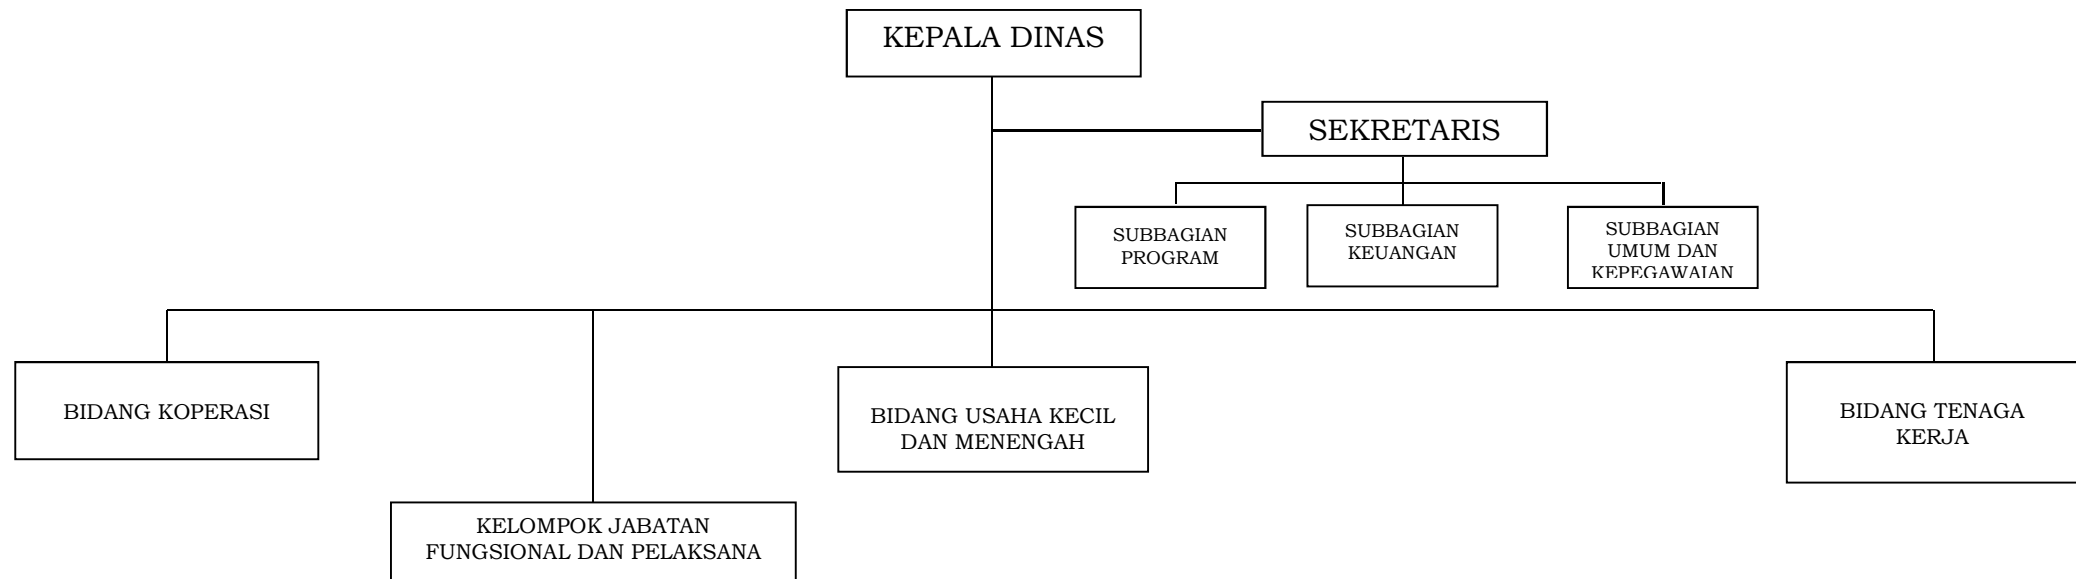 KEPALA DINAS
SEKRETARIS
SUBBAGIAN
PROGRAM
SUBBAGIAN
KEUANGAN
SUBBAGIAN
UMUM DAN
KEPEGAWAIAN
BIDANG KOPERASI
BIDANG USAHA KECIL
DAN MENENGAH
BIDANG TENAGA
KERJA
KELOMPOK JABATAN
FUNGSIONAL DAN PELAKSANA